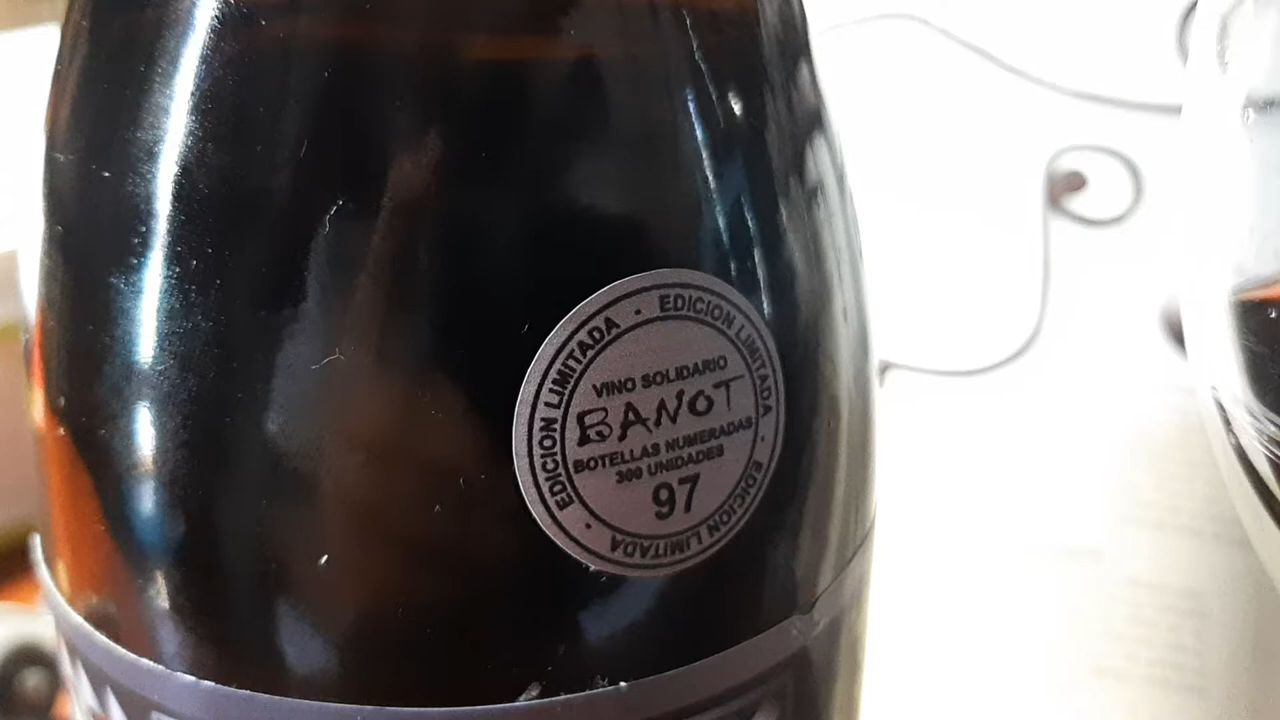 EDICION LIMITADA · EDICION LIMITADA · EDICION LIMITADA ·
VINO SOLIDARIO
BANOT
BOTELLAS NUMERADAS
300 UNIDADES
97